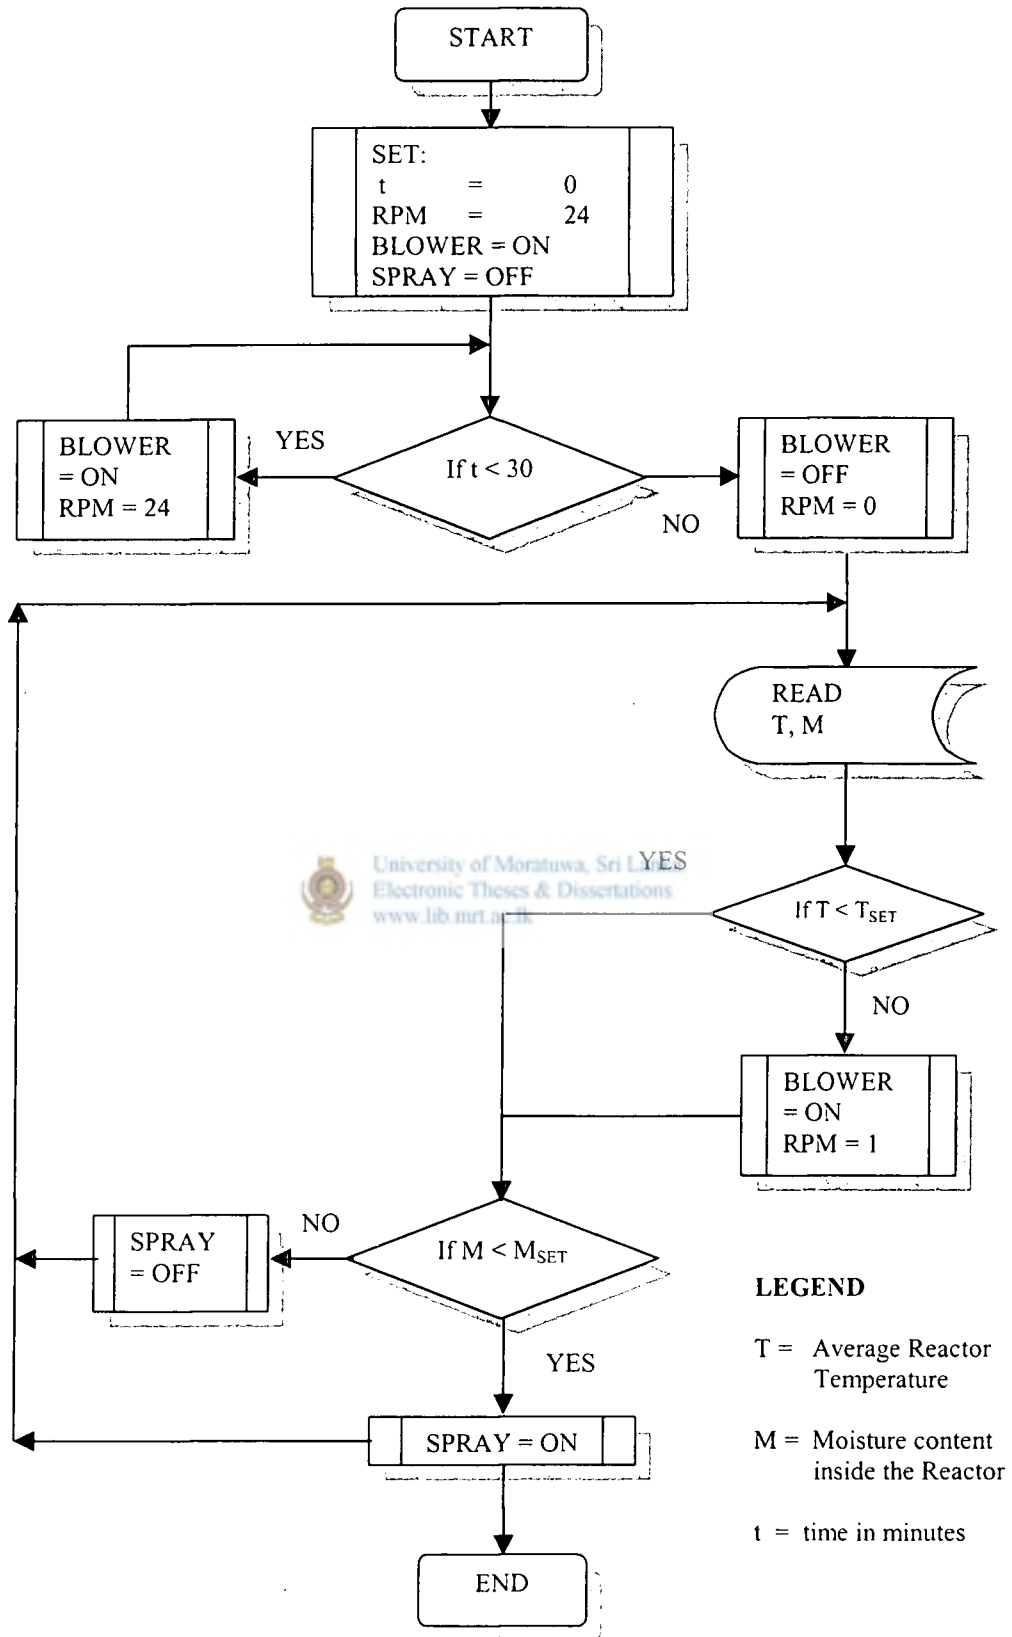 START
SET:
t = 0
RPM = 24
BLOWER = ON
SPRAY = OFF
BLOWER
= ON
RPM = 24
YES
If t < 30
NO
BLOWER
= OFF
RPM = 0
READ
T, M
University of Moratuwa, Sri Lanka
Electronic Theses & Dissertations
www.lib.mrt.ac.lk
YES
If T < TSET
NO
BLOWER
= ON
RPM = 1
SPRAY
= OFF
NO
If M < MSET
YES
SPRAY = ON
END
LEGEND
T = Average Reactor
Temperature
M = Moisture content
inside the Reactor
t = time in minutes